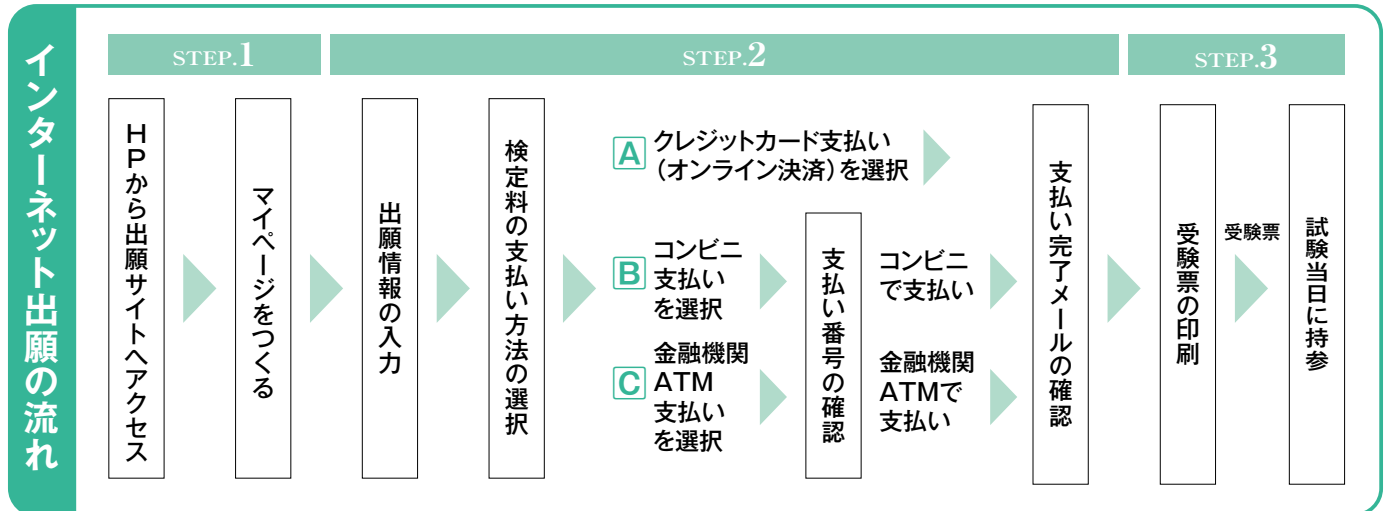 インターネット出願の流れ
STEP.1
STEP.2
STEP.3
HPから出願サイトへアクセス
マイページをつくる
出願情報の入力
検定料の支払い方法の選択
A クレジットカード支払い
(オンライン決済)を選択
B コンビニ
支払い
を選択
C 金融機関
ATM
支払い
を選択
支払い番号の確認
コンビニ
で支払い
金融機関
ATMで
支払い
支払い完了メールの確認
受験票の印刷
受験票
試験当日に持参